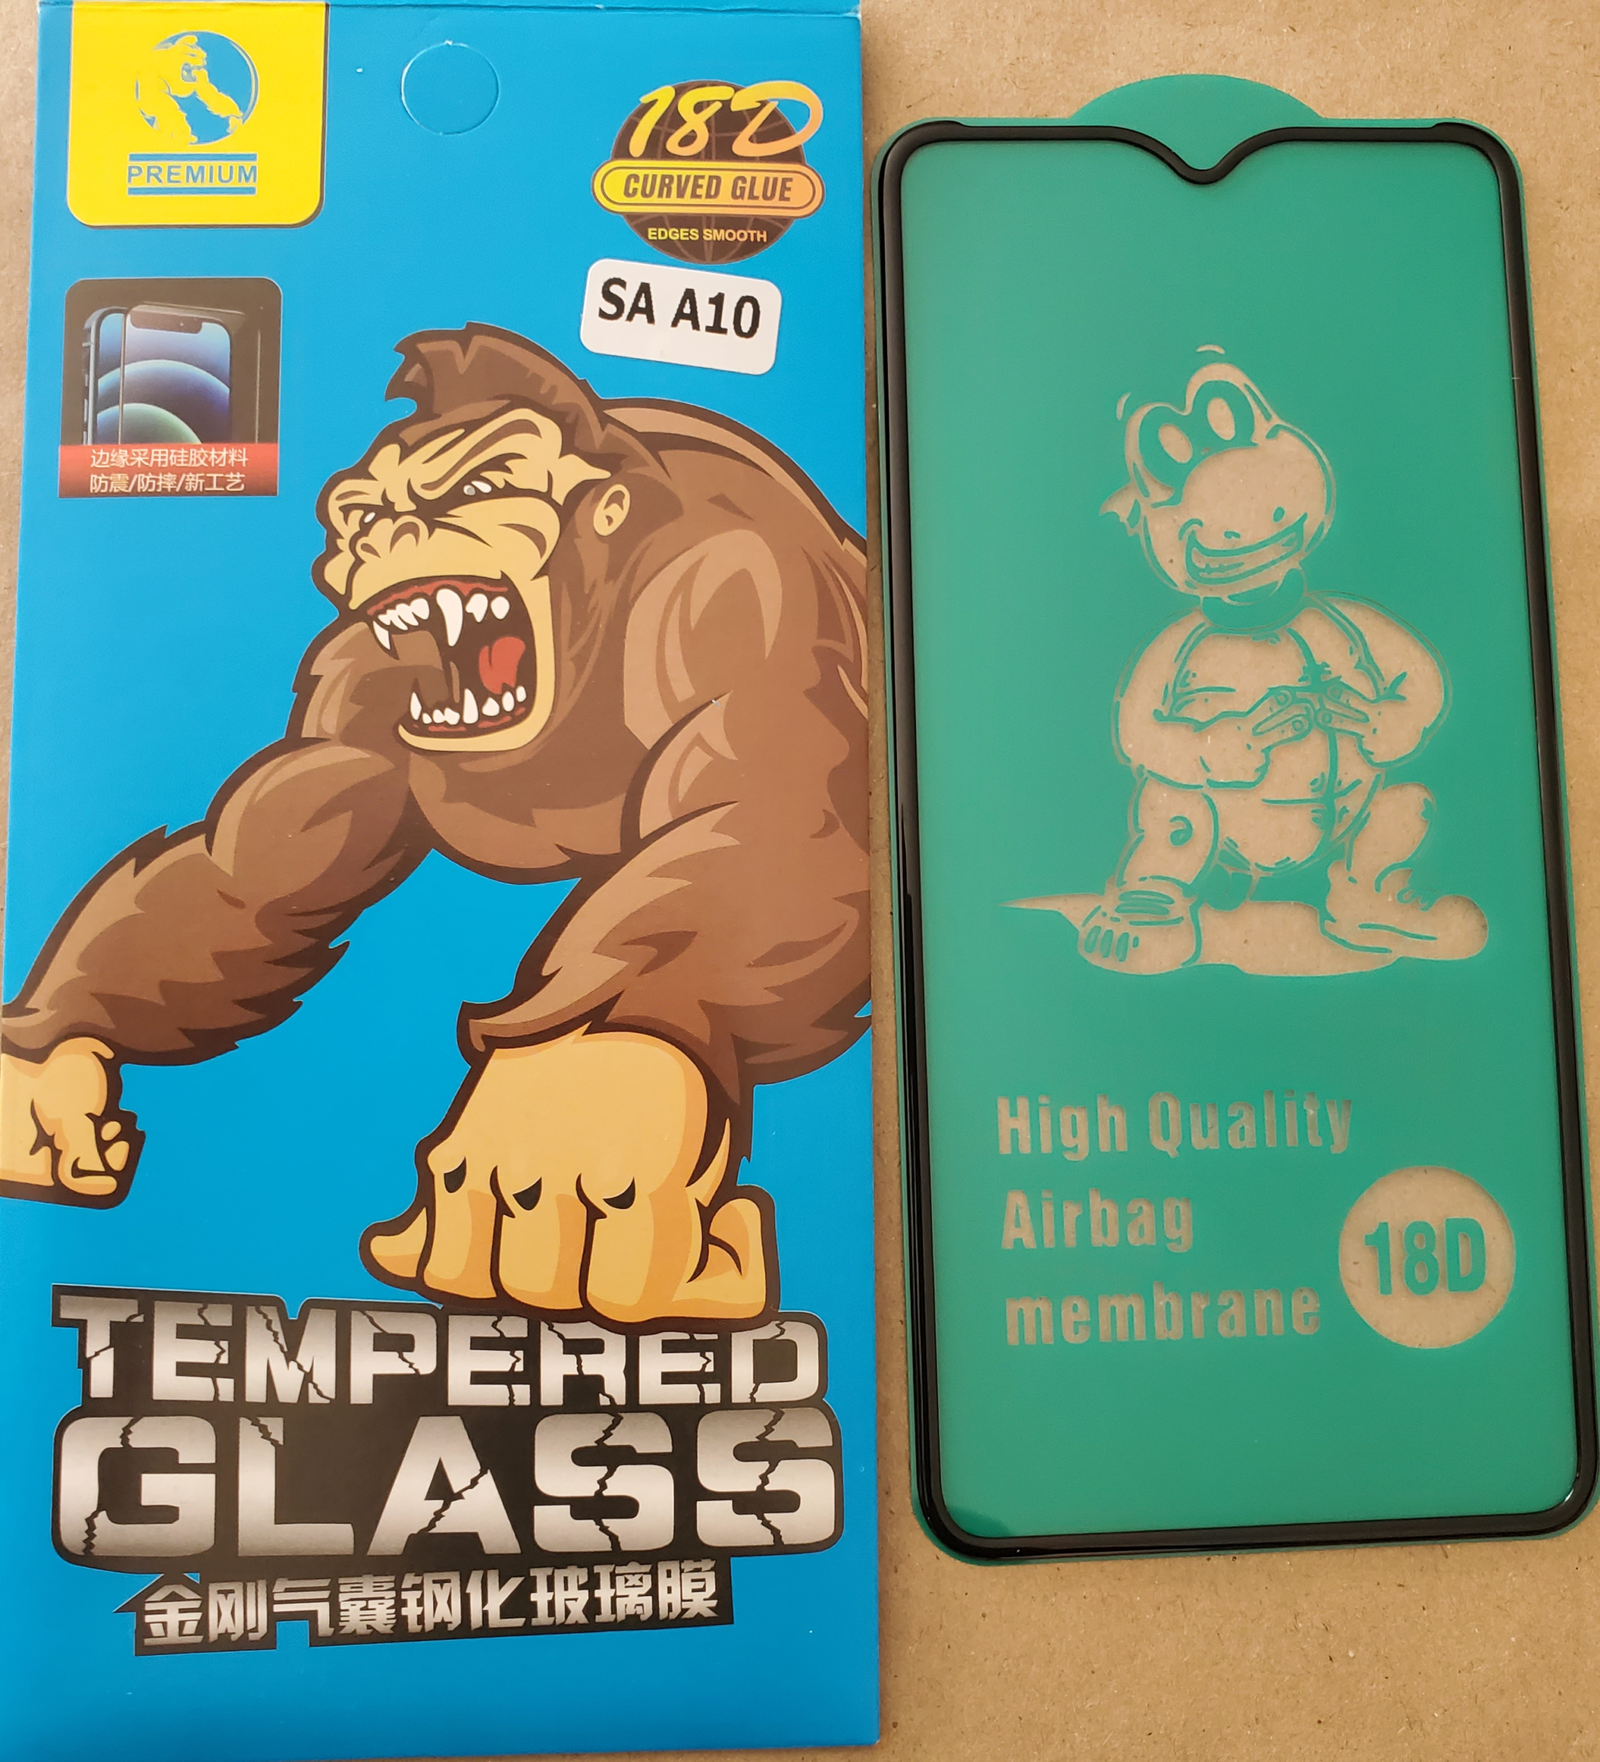 PREMIUM
18D
CURVED GLUE
EDGES SMOOTH
SA A10
边缘采用硅胶材料
防震/防摔/新工艺
TEMPERED
GLASS
金刚气囊钢化玻璃膜
High Quality
Airbag
membrane
18D